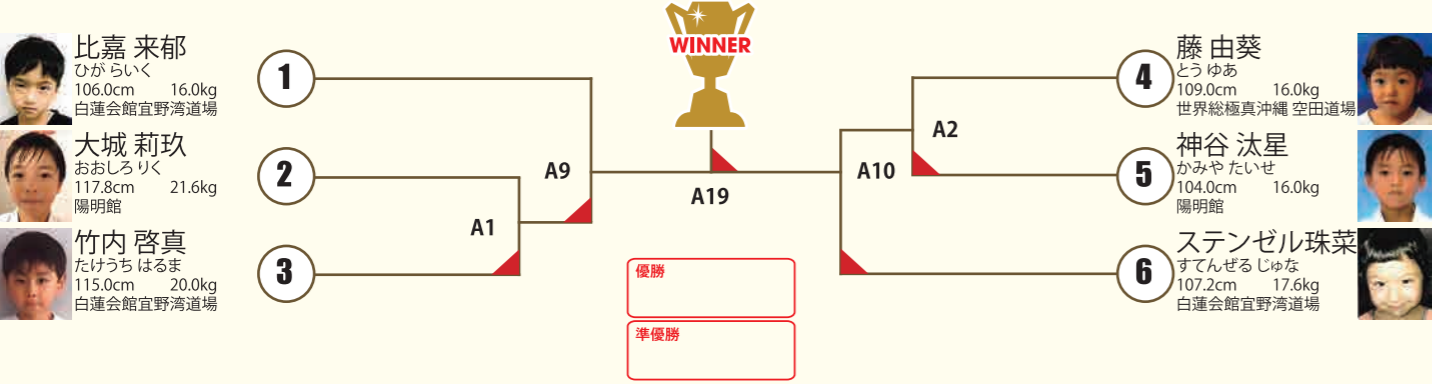 WINNER
比嘉 来郁
ひが らいく
106.0cm 16.0kg
白蓮会館宜野湾道場
1
大城 莉玖
おおしろ りく
117.8cm 21.6kg
陽明館
2
竹内 啓真
たけうち はるま
115.0cm 20.0kg
白蓮会館宜野湾道場
3
A9
A1
A19
A10
A2
優勝
準優勝
4
藤 由葵
とう ゆあ
109.0cm 16.0kg
世界総極真沖縄 空田道場
5
神谷 汰星
かみや たいせ
104.0cm 16.0kg
陽明館
6
ステンゼル珠菜
すてんぜる じゅな
107.2cm 17.6kg
白蓮会館宜野湾道場